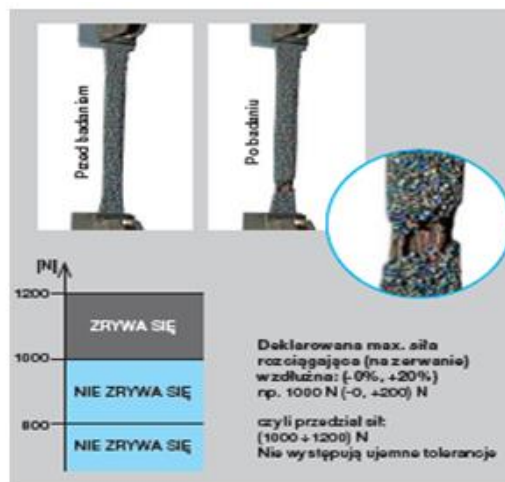 Przed badaniem
Po badaniu
[N]
1200
ZRYWA SIĘ
1000
NIE ZRYWA SIĘ
800
NIE ZRYWA SIĘ
Deklarowana max. siła
rozciągająca (na zerwanie)
wzdłużna: (-0%, +20%)
np. 1000 N (-0, +200) N
czyli przedział sił:
(1000 ÷ 1200) N
Nie występują ujemne tolerancje